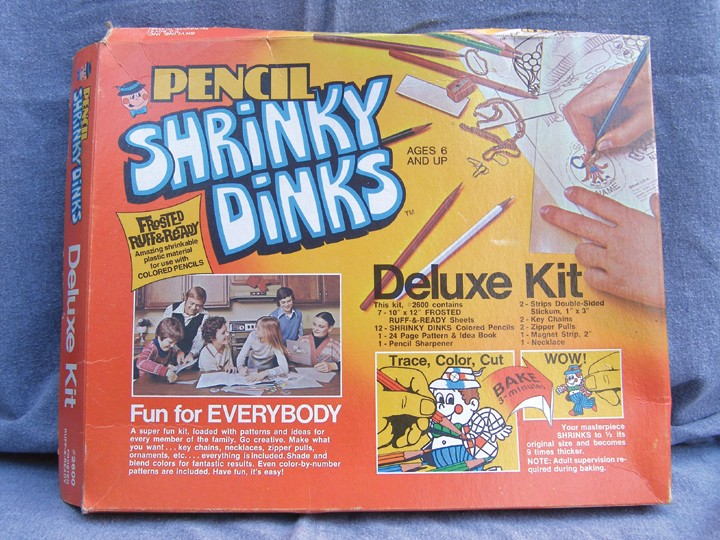 PENCIL
SHRINKY
DINKS
TM
AGES 6
AND UP
FROSTED
RUFF & READY
Amazing shrinkable
plastic material
for use with
COLORED PENCILS
Deluxe Kit
This kit, #2600 contains
7 - 10" x 12" FROSTED
RUFF-&-READY Sheets
12 - SHRINKY DINKS Colored Pencils
1 - 24 Page Pattern & Idea Book
1 - Pencil Sharpener
2 - Strips Double-Sided
Stickum, 1" x 3"
2 - Key Chains
2 - Zipper Pulls
1 - Magnet Strip, 2"
1 - Necklace
Trace, Color, Cut
BAKE
minutes
WOW!
Your masterpiece
SHRINKS to ⅓ its
original size and becomes
9 times thicker.
NOTE: Adult supervision re-
quired during baking.
Fun for EVERYBODY
A super fun kit, loaded with patterns and ideas for
every member of the family. Go creative. Make what
you want . . . key chains, necklaces, zipper pulls,
ornaments, etc. . . . everything is included. Shade and
blend colors for fantastic results. Even color-by-number
patterns are included. Have fun, it's easy!
NAME
PENCIL
SHRINKY DINKS
Deluxe Kit
#2600